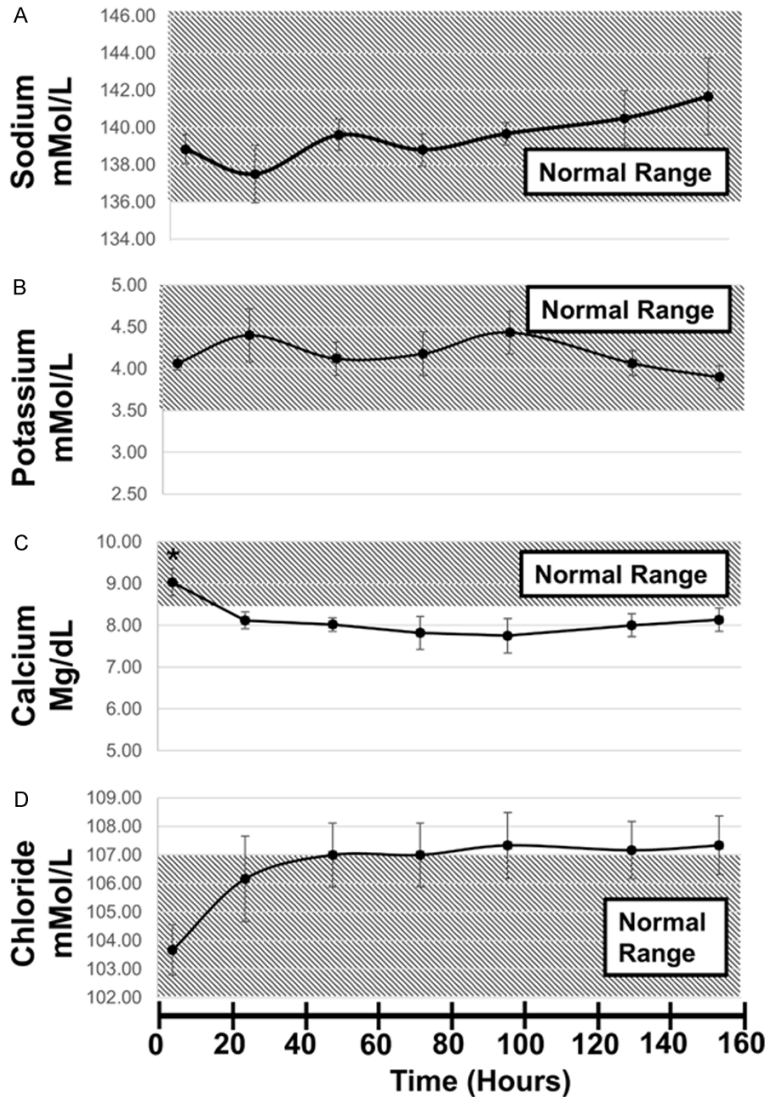 A
Sodium
mMol/L
146.00
144.00
142.00
140.00
138.00
136.00
134.00
Normal Range
B
Potassium
mMol/L
5.00
4.50
4.00
3.50
3.00
2.50
Normal Range
C
Calcium
Mg/dL
10.00
9.00
8.00
7.00
6.00
5.00
*
Normal Range
D
Chloride
mMol/L
109.00
108.00
107.00
106.00
105.00
104.00
103.00
102.00
Normal
Range
0 20 40 60 80 100 120 140 160
Time (Hours)